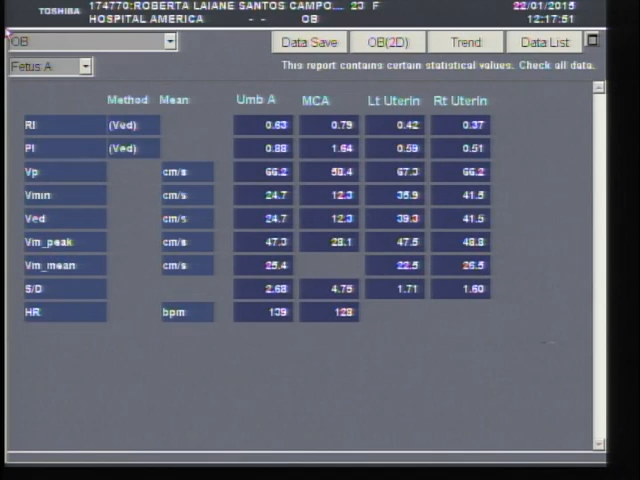 TOSHIBA 174770:ROBERTA LAIANE SANTOS CAMPO... 23 F 22/01/2015
HOSPITAL AMERICA - - OB 12:17:51
OB Data Save OB(2D) Trend Data List
Fetus A This report contains certain statistical values. Check all data.
Method Mean Umb A MCA Lt Uterin Rt Uterin
RI (Ved) 0.63 0.79 0.42 0.37
PI (Ved) 0.88 1.64 0.59 0.51
Vp cm/s 66.2 58.4 67.3 66.2
Vmin cm/s 24.7 12.3 35.9 41.5
Ved cm/s 24.7 12.3 39.3 41.5
Vm_peak cm/s 47.3 28.1 47.5 48.8
Vm_mean cm/s 25.4 22.5 26.5
S/D 2.68 4.75 1.71 1.60
HR bpm 139 128